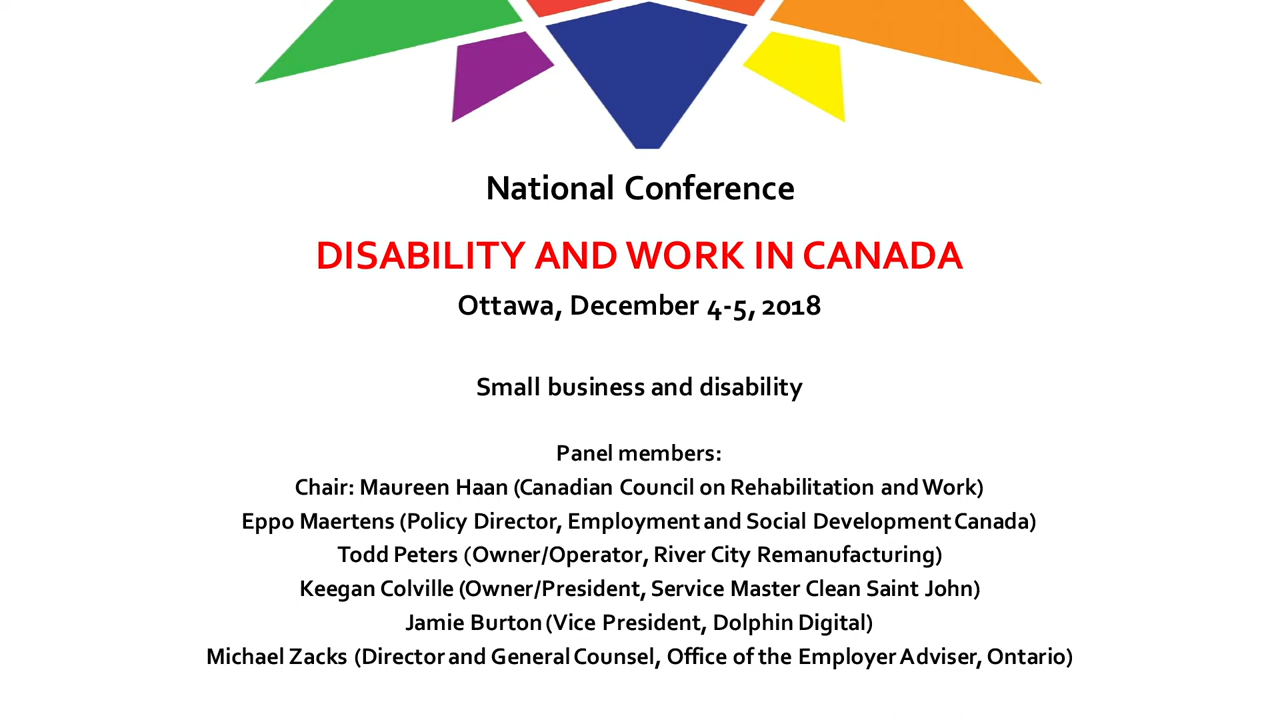 National Conference
DISABILITY AND WORK IN CANADA
Ottawa, December 4-5, 2018
Small business and disability
Panel members:
Chair: Maureen Haan (Canadian Council on Rehabilitation and Work)
Eppo Maertens (Policy Director, Employment and Social Development Canada)
Todd Peters (Owner/Operator, River City Remanufacturing)
Keegan Colville (Owner/President, Service Master Clean Saint John)
Jamie Burton (Vice President, Dolphin Digital)
Michael Zacks (Director and General Counsel, Office of the Employer Adviser, Ontario)